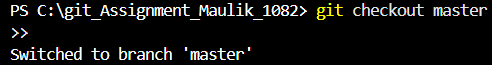 PS C:\git_Assignment_Maulik_1082> git checkout master
>>
Switched to branch 'master'